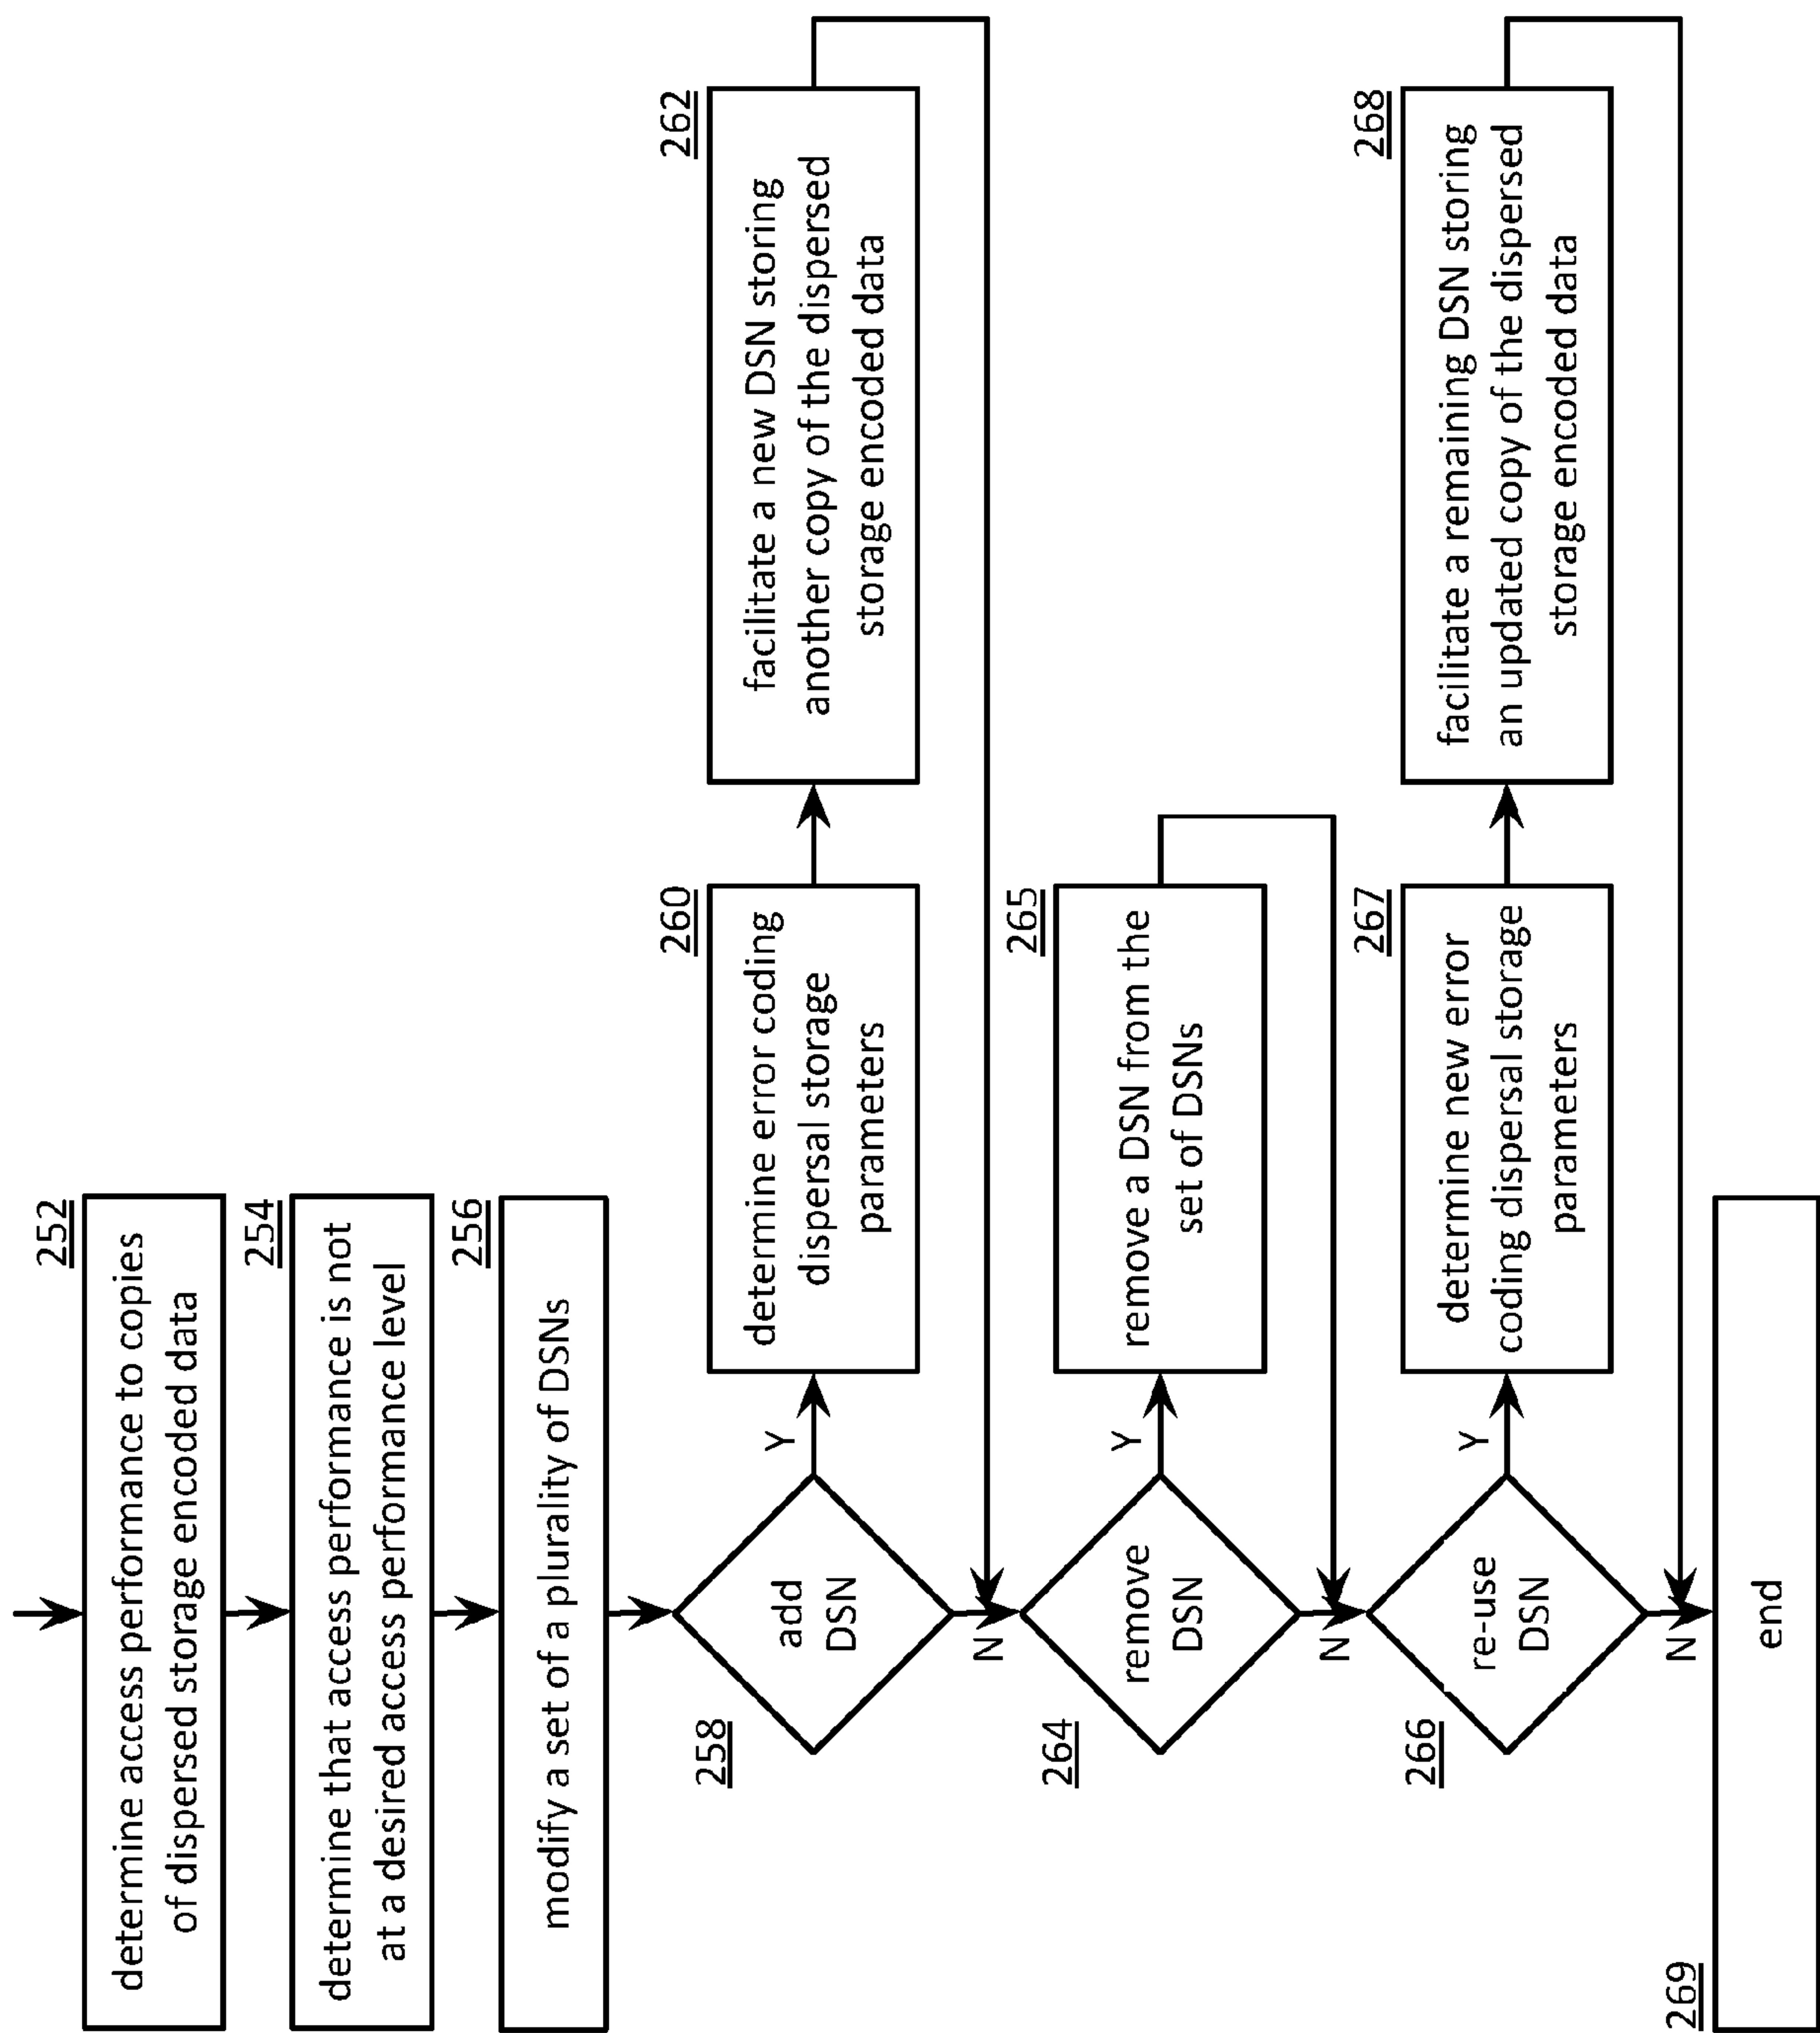 252
determine access performance to copies
of dispersed storage encoded data
254
determine that access performance is not
at a desired access performance level
256
modify a set of a plurality of DSNs
258
add
DSN
Y
N
260
determine error coding
dispersal storage
parameters
262
facilitate a new DSN storing
another copy of the dispersed
storage encoded data
264
remove
DSN
Y
N
265
remove a DSN from the
set of DSNs
266
re-use
DSN
Y
N
267
determine new error
coding dispersal storage
parameters
268
facilitate a remaining DSN storing
an updated copy of the dispersed
storage encoded data
269
end